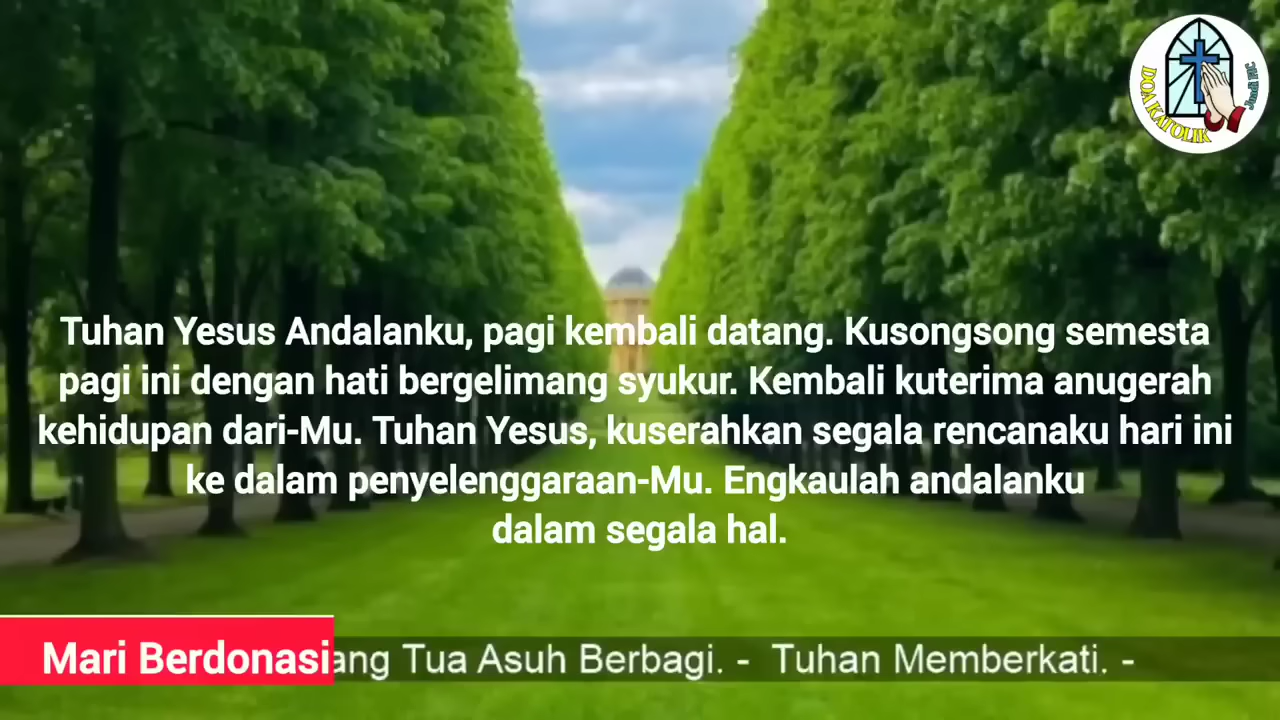 DOA KATOLIK
Tuhan Yesus Andalanku, pagi kembali datang. Kusongsong semesta
pagi ini dengan hati bergelimang syukur. Kembali kuterima anugerah
kehidupan dari-Mu. Tuhan Yesus, kuserahkan segala rencanaku hari ini
ke dalam penyelenggaraan-Mu. Engkaulah andalanku
dalam segala hal.
Mari Berdonasi
ang Tua Asuh Berbagi. - Tuhan Memberkati. -